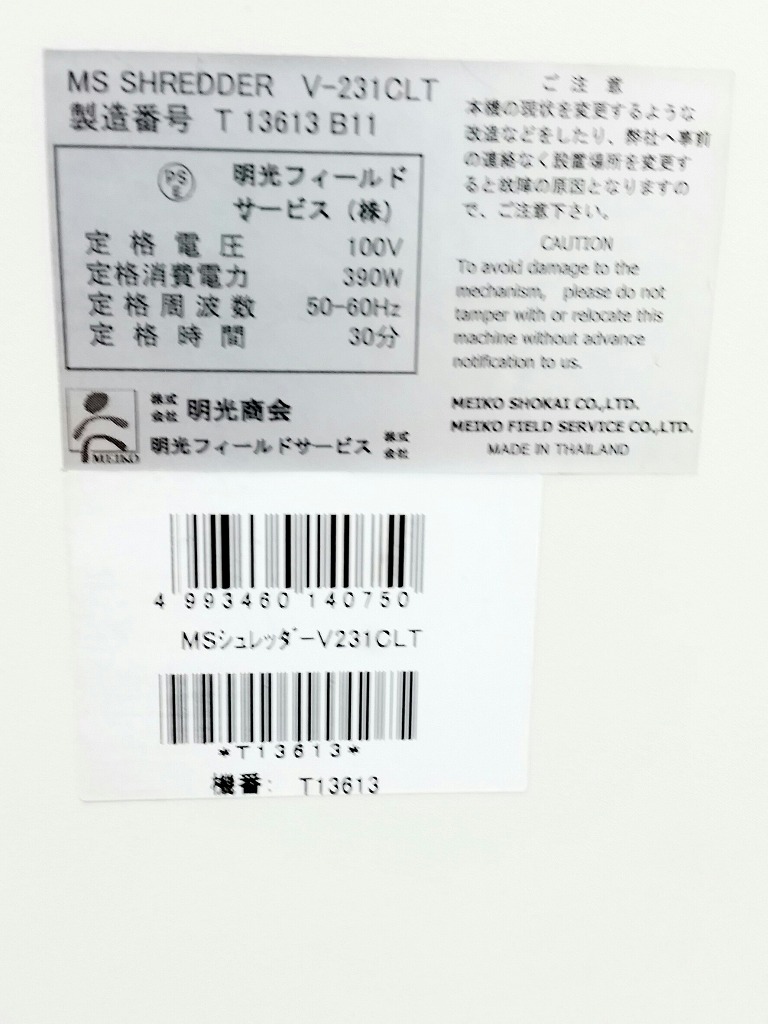 MS SHREDDER V-231CLT
製造番号 T 13613 B11
PS
E
明光フィールド
サービス(株)
定格電圧 100V
定格消費電力 390W
定格周波数 50-60Hz
定格時間 30分
MEIKO
株式会社 明光商会
明光フィールドサービス 株式会社
ご注意
本機の現状を変更するような
改造などをしたり、弊社へ事前
の連絡なく設置場所を変更す
ると故障の原因となりますの
で、ご注意下さい。
CAUTION
To avoid damage to the
mechanism, please do not
tamper with or relocate this
machine without advance
notification to us.
MEIKO SHOKAI CO.,LTD.
MEIKO FIELD SERVICE CO.,LTD.
MADE IN THAILAND
4 993460 140750
MSシュレッダーV231CLT
*T13613*
機番: T13613